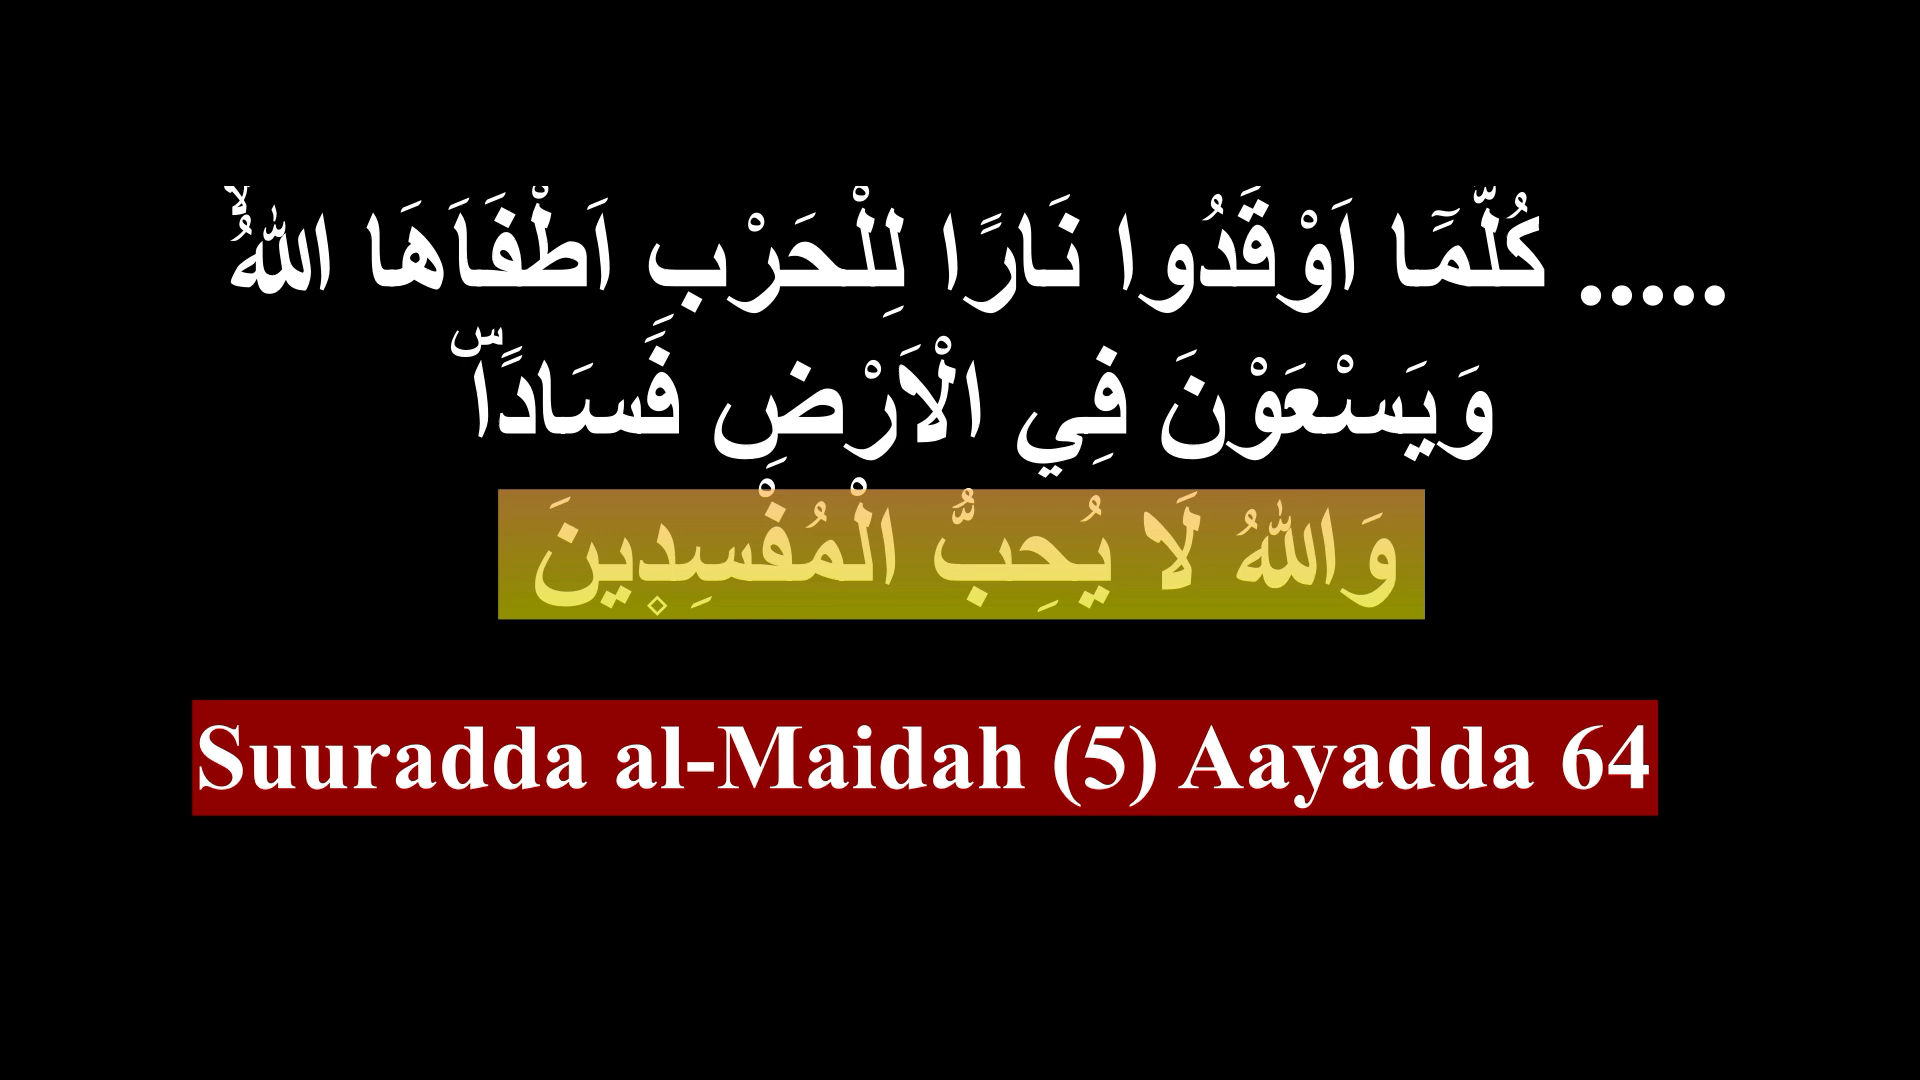 ..... كُلَّمَٓا اَوْقَدُوا نَارًا لِلْحَرْبِ اَطْفَاَهَا اللّٰهُۙ
وَيَسْعَوْنَ فِي الْاَرْضِ فَسَادًاۜ
وَاللّٰهُ لَا يُحِبُّ الْمُفْسِد۪ينَ
Suuradda al-Maidah (5) Aayadda 64